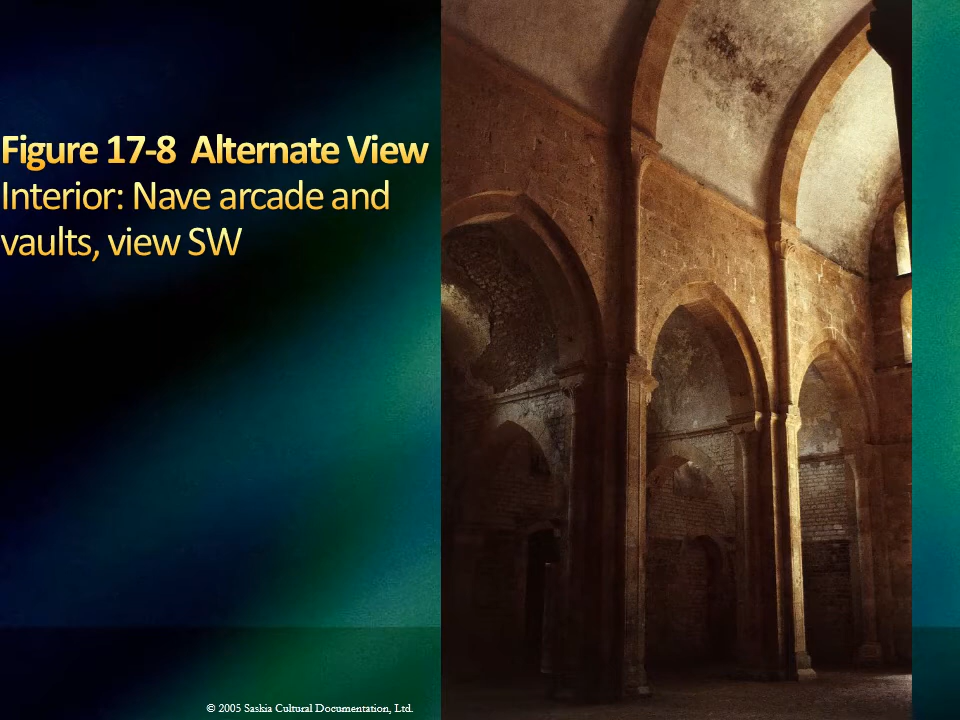 Figure 17-8 Alternate View
Interior: Nave arcade and
vaults, view SW
© 2005 Saskia Cultural Documentation, Ltd.